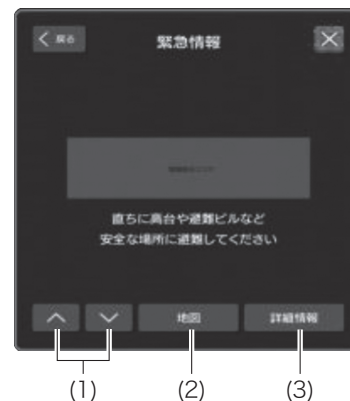 戻る
緊急情報
直ちに高台や避難ビルなど
安全な場所に避難してください
地図
詳細情報
(1)
(2)
(3)